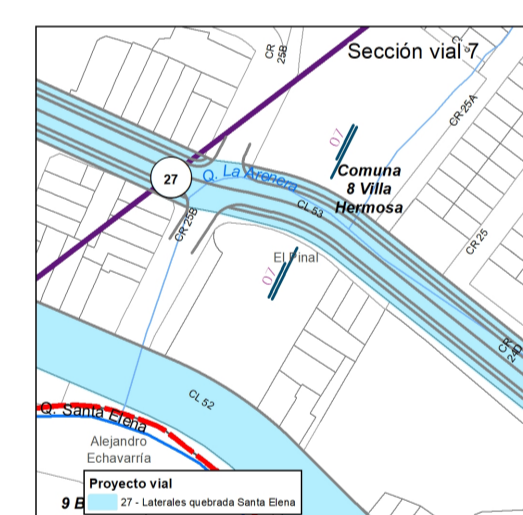 Sección vial 7
CR
25B
Q.
CR 25A
07
Comuna
8 Villa
Hermosa
27
Q. La Arenera
CL 53
CR 25B
CR 25
El Pinal
07
CR
24D
CL 52
Q. Santa Elena
Alejandro
Echavarría
Proyecto vial
9 B
27 - Laterales quebrada Santa Elena